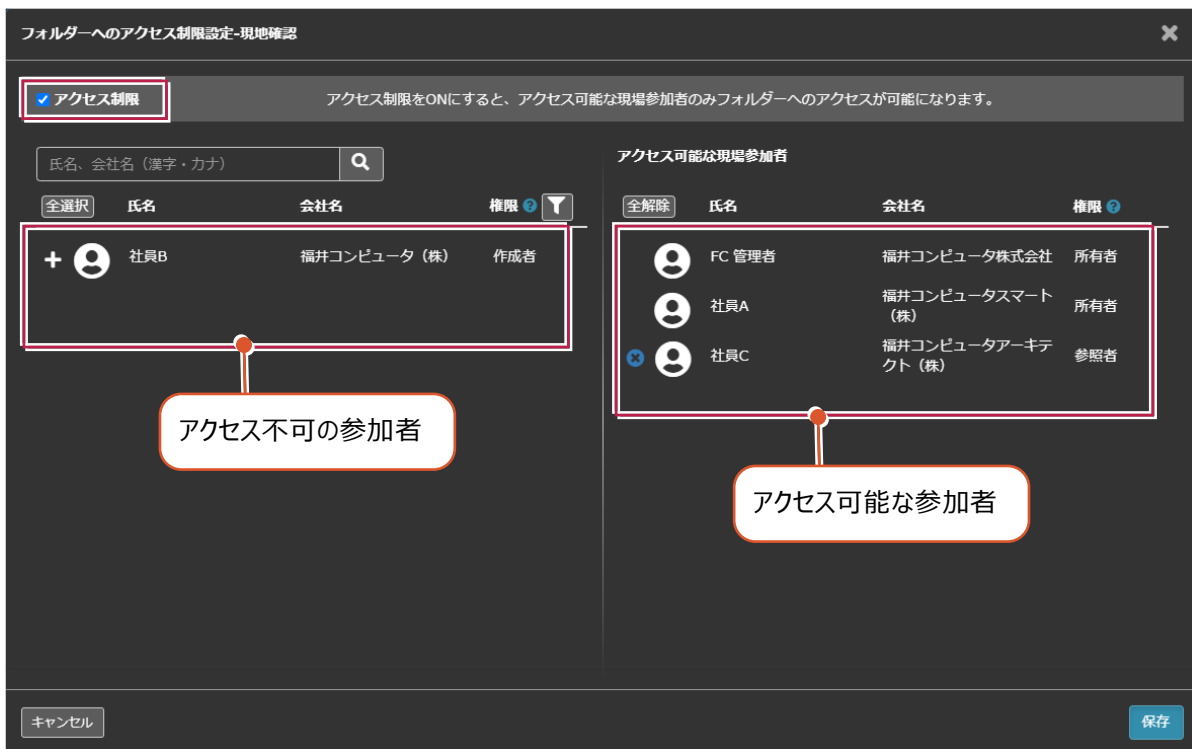 フォルダーへのアクセス制限設定-現地確認
アクセス制限
アクセス制限をONにすると、アクセス可能な現場参加者のみフォルダーへのアクセスが可能になります。
氏名、会社名（漢字・カナ）
全選択 氏名 会社名 権限
社員B 福井コンピュータ（株） 作成者
アクセス不可の参加者
アクセス可能な現場参加者
全解除 氏名 会社名 権限
FC 管理者 福井コンピュータ株式会社 所有者
社員A 福井コンピュータスマート
（株） 所有者
社員C 福井コンピュータアーキテ
クト（株） 参照者
アクセス可能な参加者
キャンセル
保存